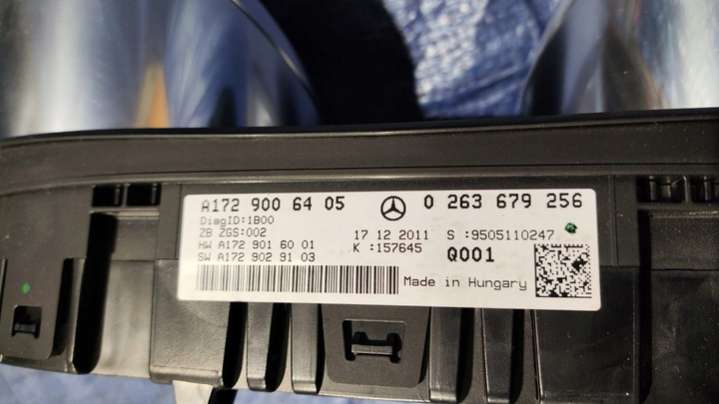 A172 900 64 05 0 263 679 256
DiagID:1B00
ZB ZGS:002 17 12 2011 S :9505110247
HW A172 901 60 01 K :157645 Q001
SW A172 902 91 03
Made in Hungary